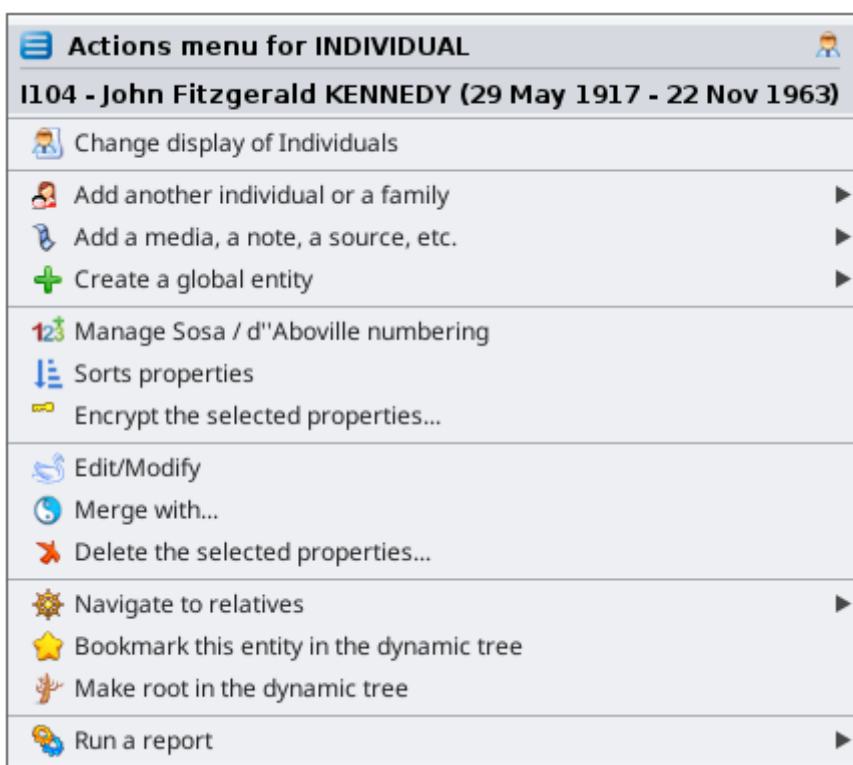 Actions menu for INDIVIDUAL
I104 - John Fitzgerald KENNEDY (29 May 1917 - 22 Nov 1963)
Change display of Individuals
Add another individual or a family
Add a media, a note, a source, etc.
Create a global entity
123 Manage Sosa / d''Aboville numbering
Sorts properties
Encrypt the selected properties...
Edit/Modify
Merge with...
Delete the selected properties...
Navigate to relatives
Bookmark this entity in the dynamic tree
Make root in the dynamic tree
Run a report